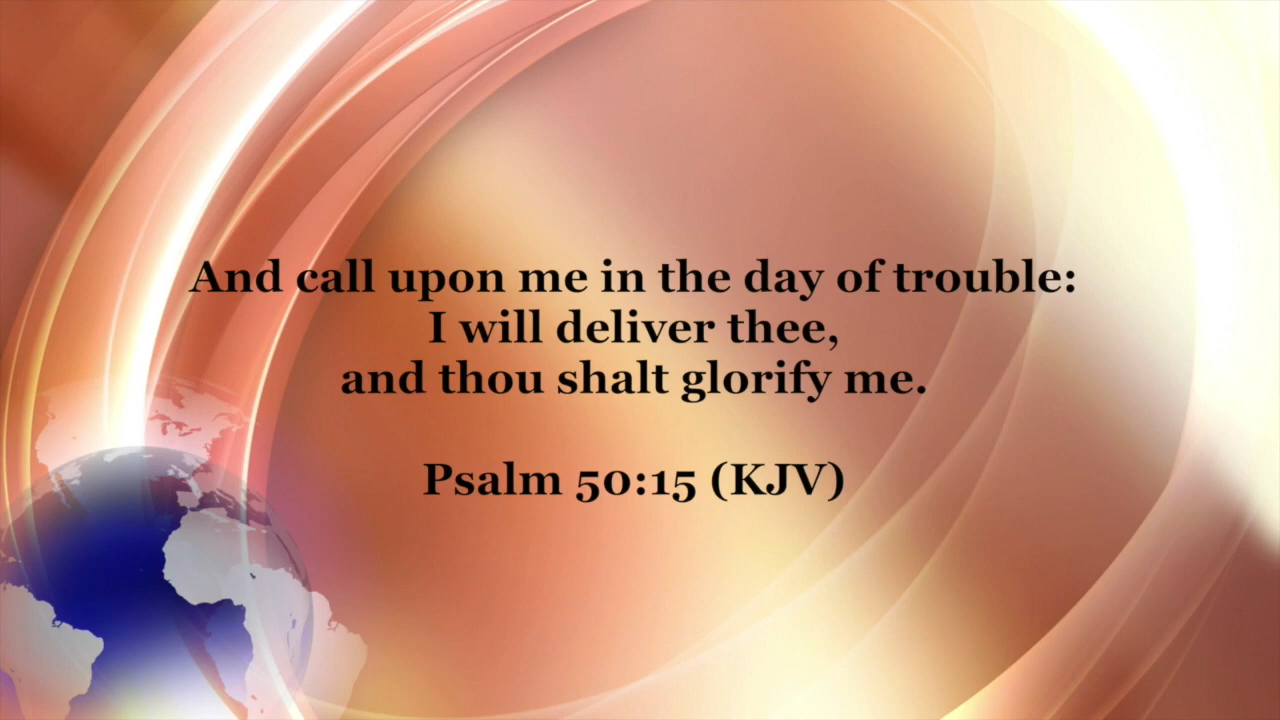 And call upon me in the day of trouble:
I will deliver thee,
and thou shalt glorify me.
Psalm 50:15 (KJV)